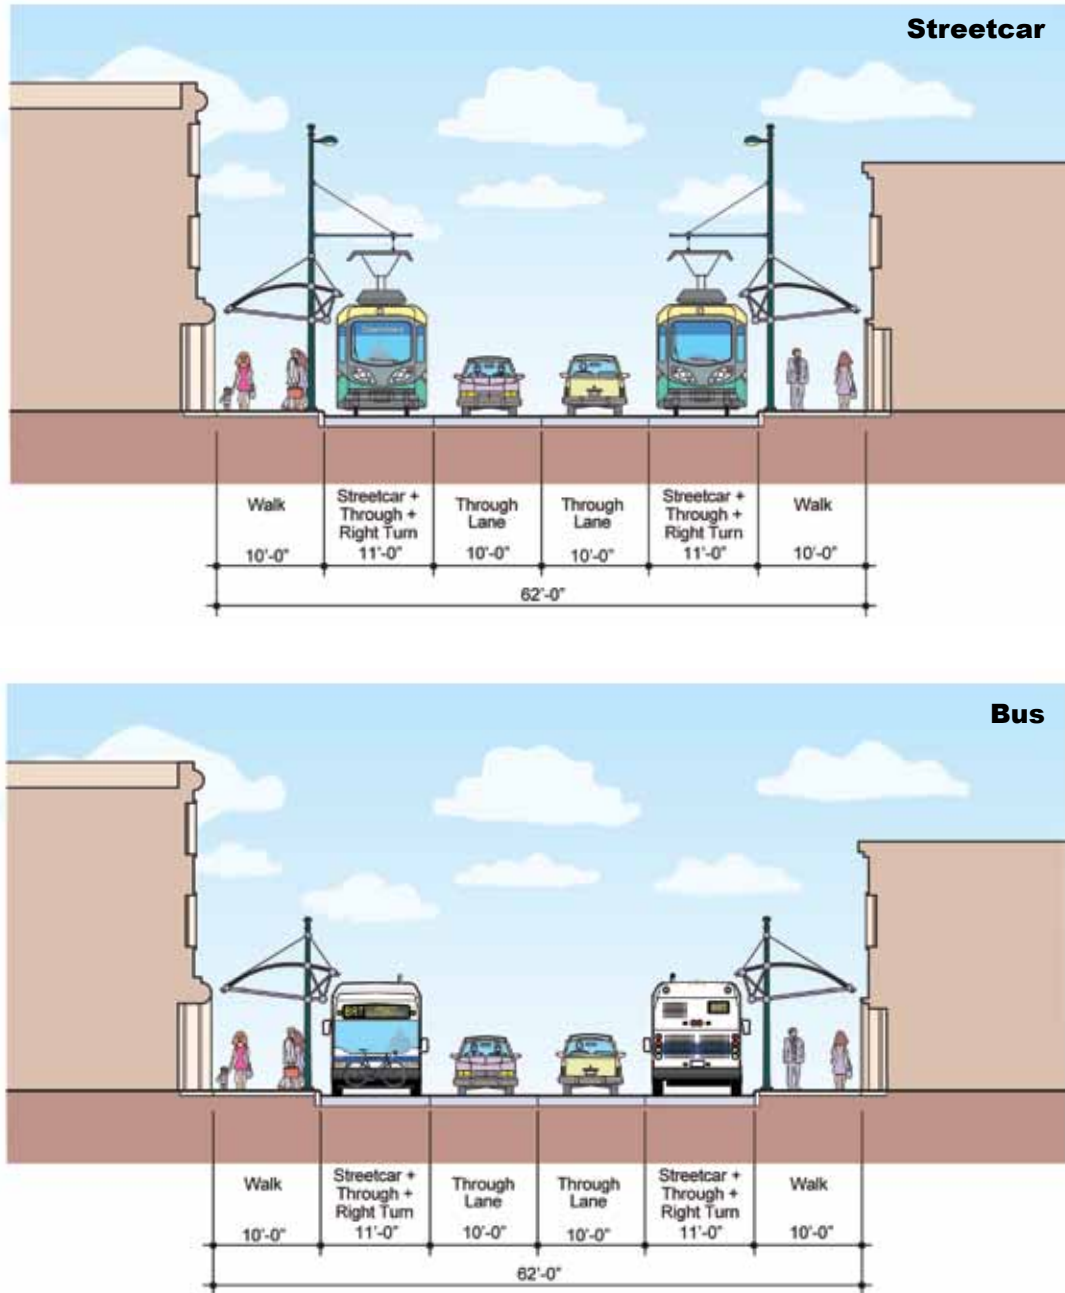 Streetcar
Walk
Streetcar +
Through +
Right Turn
Through
Lane
Through
Lane
Streetcar +
Through +
Right Turn
Walk
10'-0"
11'-0"
10'-0"
10'-0"
11'-0"
10'-0"
62'-0"
Bus
Walk
Streetcar +
Through +
Right Turn
Through
Lane
Through
Lane
Streetcar +
Through +
Right Turn
Walk
10'-0"
11'-0"
10'-0"
10'-0"
11'-0"
10'-0"
62'-0"